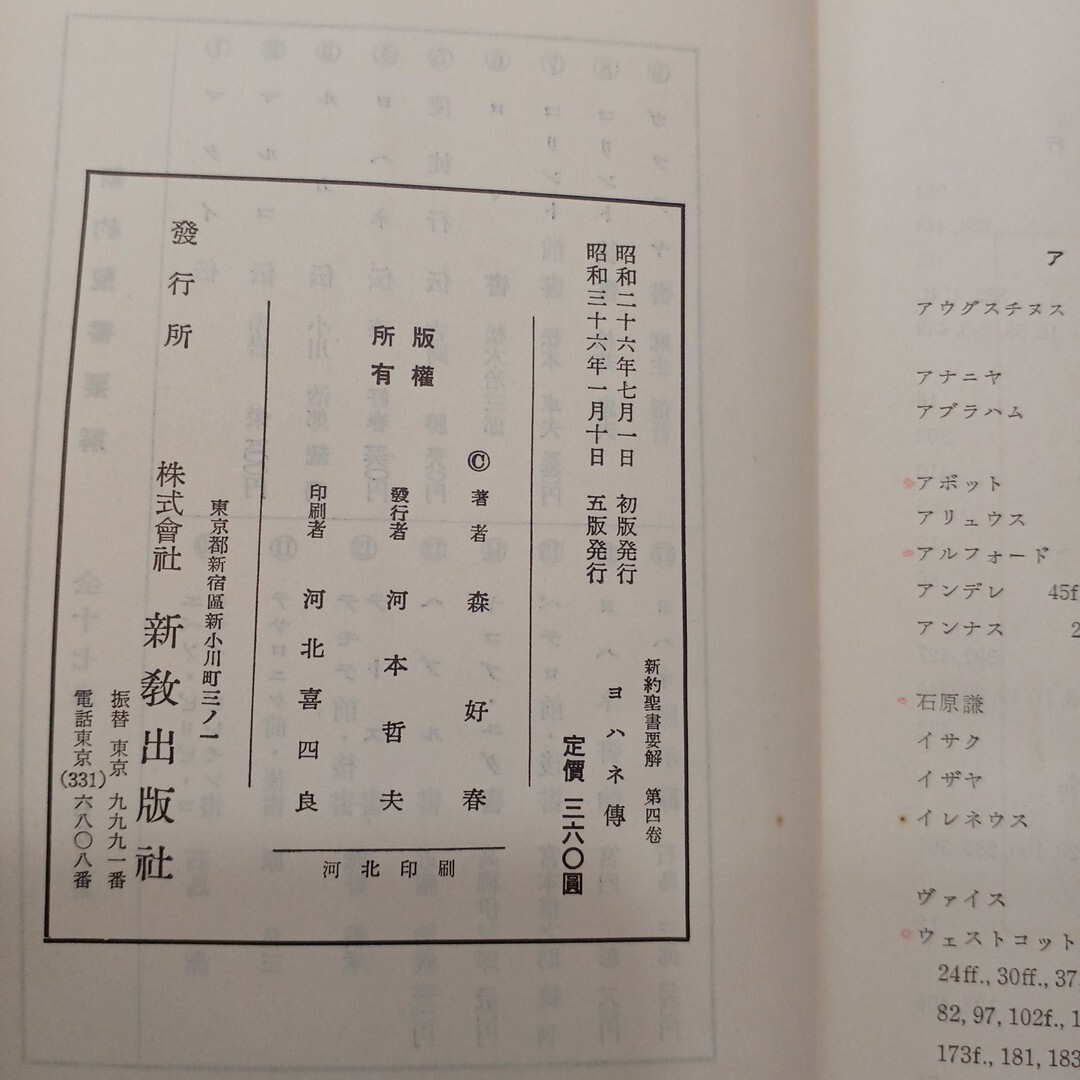 昭和二十六年七月一日 初版発行
昭和三十六年一月十日 五版発行
新約聖書要解 第四巻
ヨハネ傳
定價 三六〇圓
版權
所有
© 著者 森好春
發行者 河本哲夫
印刷者 河北喜四良
河北印刷
發行所
東京都新宿區新小川町三ノ一
株式會社 新教出版社
振替 東京 九九九一番
電話東京(331)六八〇八番
ア
アウグスチヌス
アナニヤ
アブラハム
アボット
アリュウス
アルフォード
アンデレ 45f
アンナス 2
石原謙
イサク
イザヤ
イレネウス
ヴァイス
ウェストコット
24ff., 30ff., 37,
82, 97, 102f., 1
173f., 181, 183